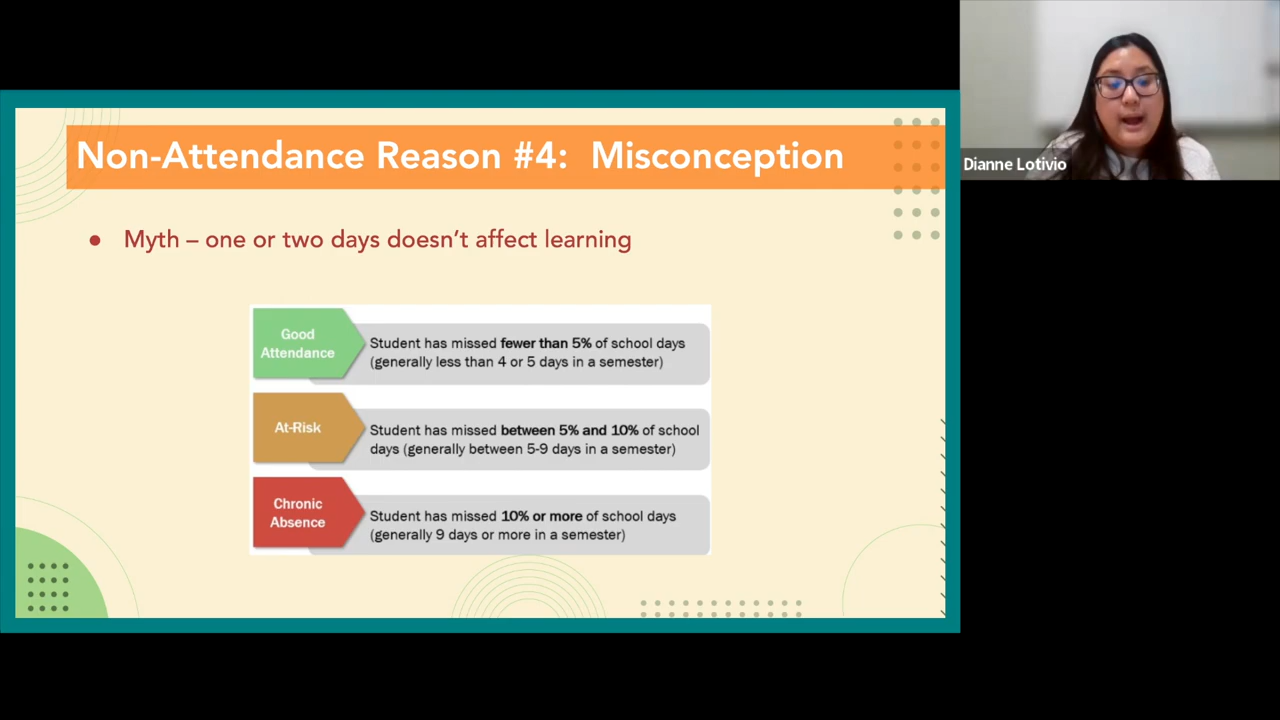 Non-Attendance Reason #4: Misconception
● Myth – one or two days doesn't affect learning
Good
Attendance
Student has missed fewer than 5% of school days
(generally less than 4 or 5 days in a semester)
At-Risk
Student has missed between 5% and 10% of school
days (generally between 5-9 days in a semester)
Chronic
Absence
Student has missed 10% or more of school days
(generally 9 days or more in a semester)
Dianne Lotivio